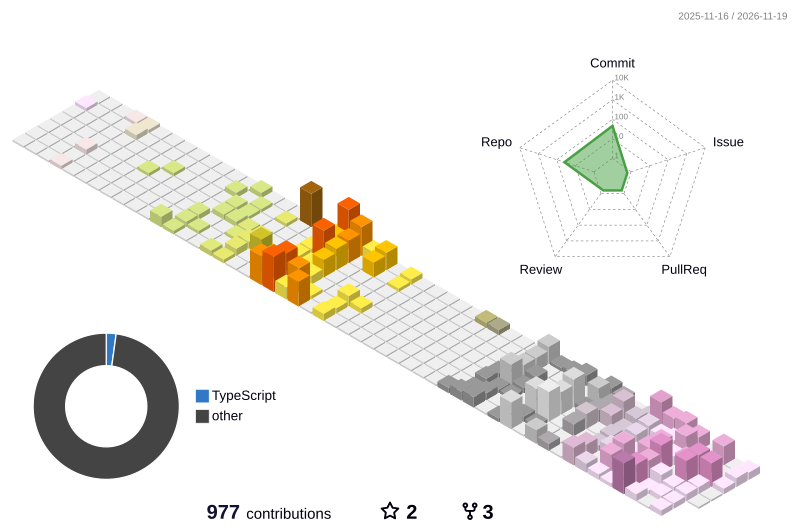 2025-11-16 / 2026-11-19
Commit
10K
1K
100
10
1
Issue
PullReq
Review
Repo
TypeScript
other
977 contributions
2
3